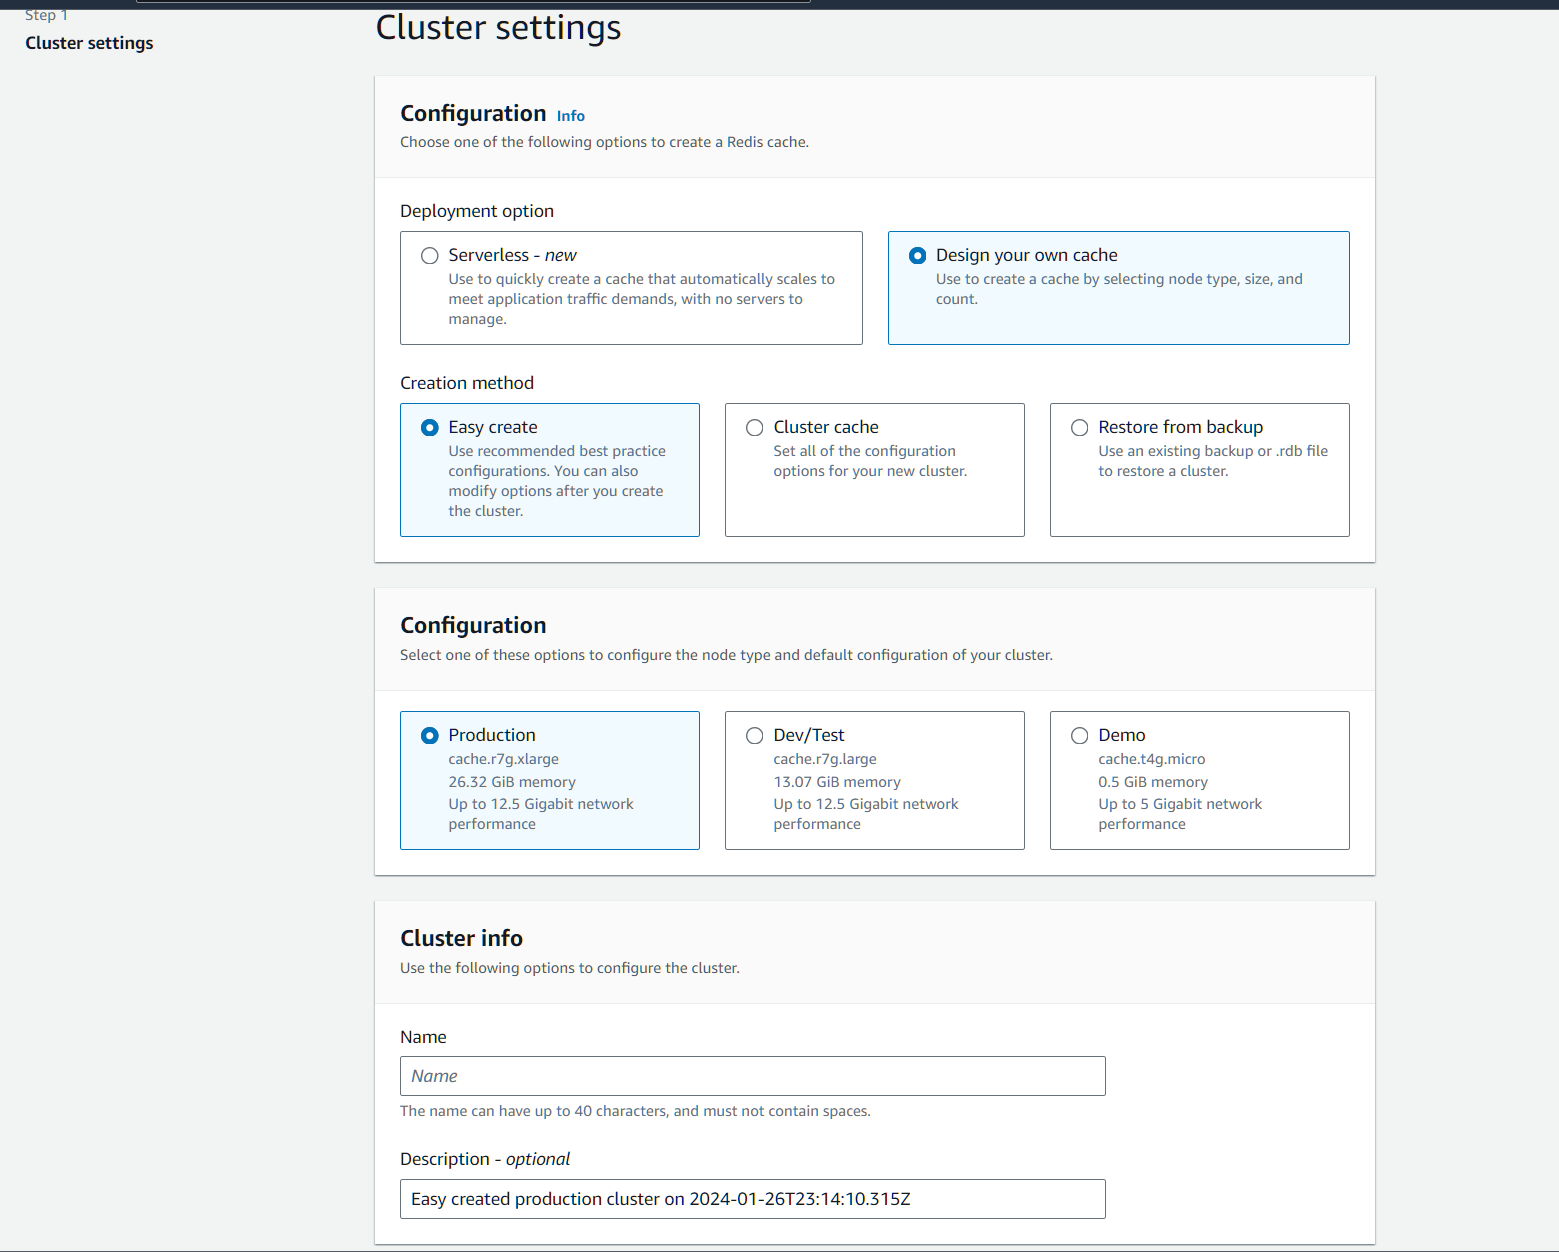 Step 1
Cluster settings
Cluster settings
Configuration Info
Choose one of the following options to create a Redis cache.
Deployment option
Serverless - new
Use to quickly create a cache that automatically scales to
meet application traffic demands, with no servers to
manage.
Design your own cache
Use to create a cache by selecting node type, size, and
count.
Creation method
Easy create
Use recommended best practice
configurations. You can also
modify options after you create
the cluster.
Cluster cache
Set all of the configuration
options for your new cluster.
Restore from backup
Use an existing backup or .rdb file
to restore a cluster.
Configuration
Select one of these options to configure the node type and default configuration of your cluster.
Production
cache.r7g.xlarge
26.32 GiB memory
Up to 12.5 Gigabit network
performance
Dev/Test
cache.r7g.large
13.07 GiB memory
Up to 12.5 Gigabit network
performance
Demo
cache.t4g.micro
0.5 GiB memory
Up to 5 Gigabit network
performance
Cluster info
Use the following options to configure the cluster.
Name
Name
The name can have up to 40 characters, and must not contain spaces.
Description - optional
Easy created production cluster on 2024-01-26T23:14:10.315Z